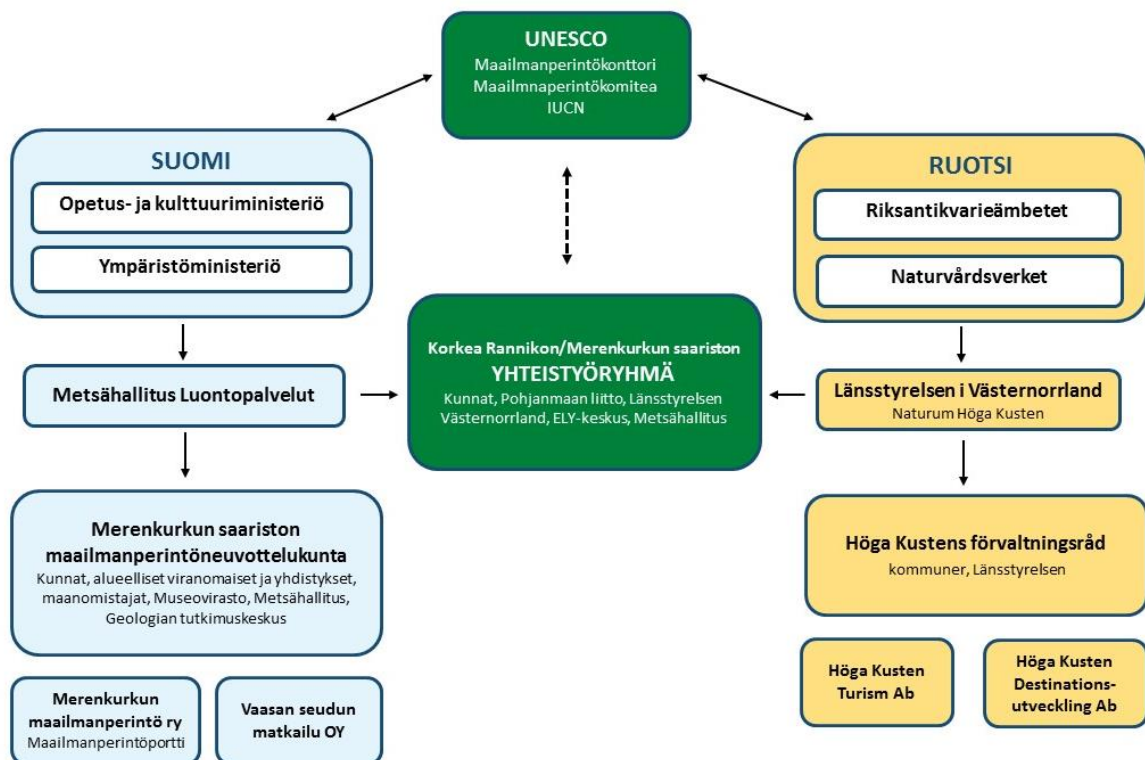 UNESCO
Maailmanperintökonttori
Maailmnaperintökomitea
IUCN
SUOMI
Opetus- ja kulttuuriministeriö
Ympäristöministeriö
RUOTSI
Riksantikvarieämbetet
Naturvårdsverket
Metsähallitus Luontopalvelut
Korkea Rannikon/Merenkurkun saariston
YHTEISTYÖRYHMÄ
Kunnat, Pohjanmaan liitto, Länsstyrelsen
Västernorrland, ELY-keskus, Metsähallitus
Länsstyrelsen i Västernorrland
Naturum Höga Kusten
Merenkurkun saariston
maailmanperintöneuvottelukunta
Kunnat, alueelliset viranomaiset ja yhdistykset,
maanomistajat, Museovirasto, Metsähallitus,
Geologian tutkimuskeskus
Höga Kustens förvaltningsråd
kommuner, Länsstyrelsen
Merenkurkun
maailmanperintö ry
Maailmanperintöportti
Vaasan seudun
matkailu OY
Höga Kusten
Turism Ab
Höga Kusten
Destinations-
utveckling Ab